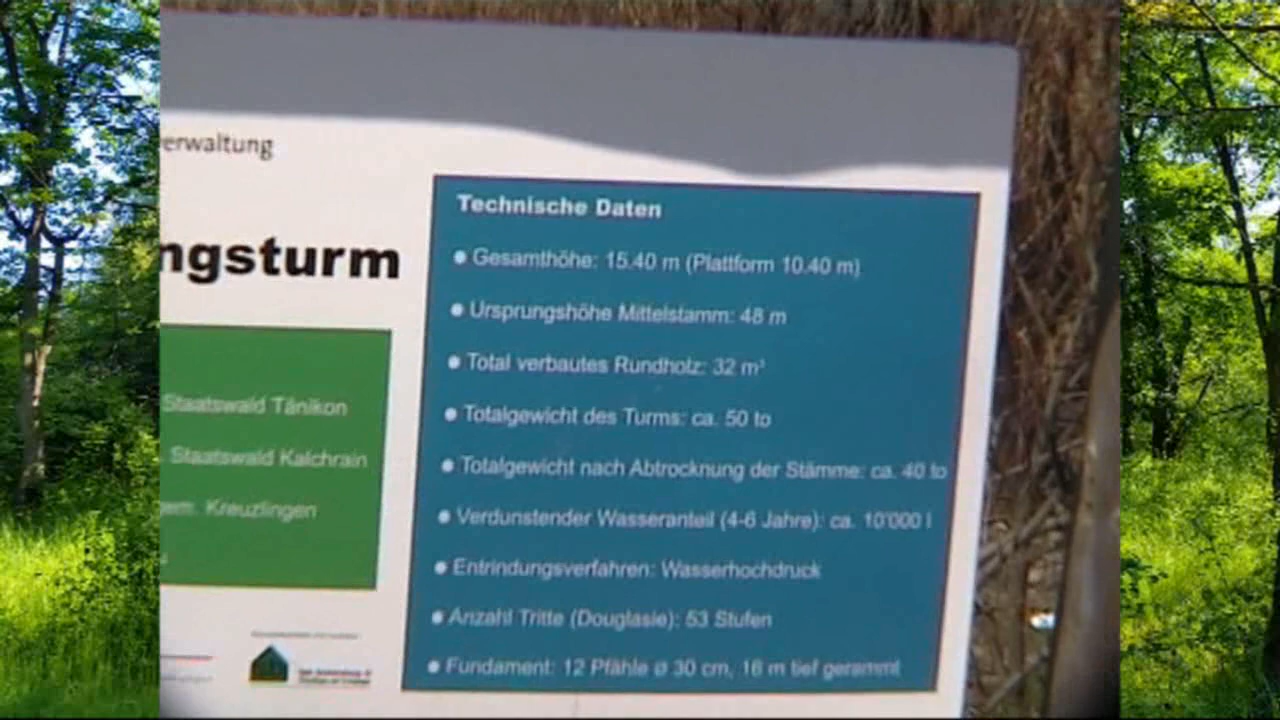 erwaltung
ngsturm
Staatswald Tänikon
. Staatswald Kalchrain
gem. Kreuzlingen
Technische Daten
● Gesamthöhe: 15.40 m (Plattform 10.40 m)
● Ursprungshöhe Mittelstamm: 48 m
● Total verbautes Rundholz: 32 m³
● Totalgewicht des Turms: ca. 50 to
● Totalgewicht nach Abtrocknung der Stämme: ca. 40 to
● Verdunstender Wasseranteil (4-6 Jahre): ca. 10'000 l
● Entrindungsverfahren: Wasserhochdruck
● Anzahl Tritte (Douglasie): 53 Stufen
● Fundament: 12 Pfähle ø 30 cm, 16 m tief gerammt